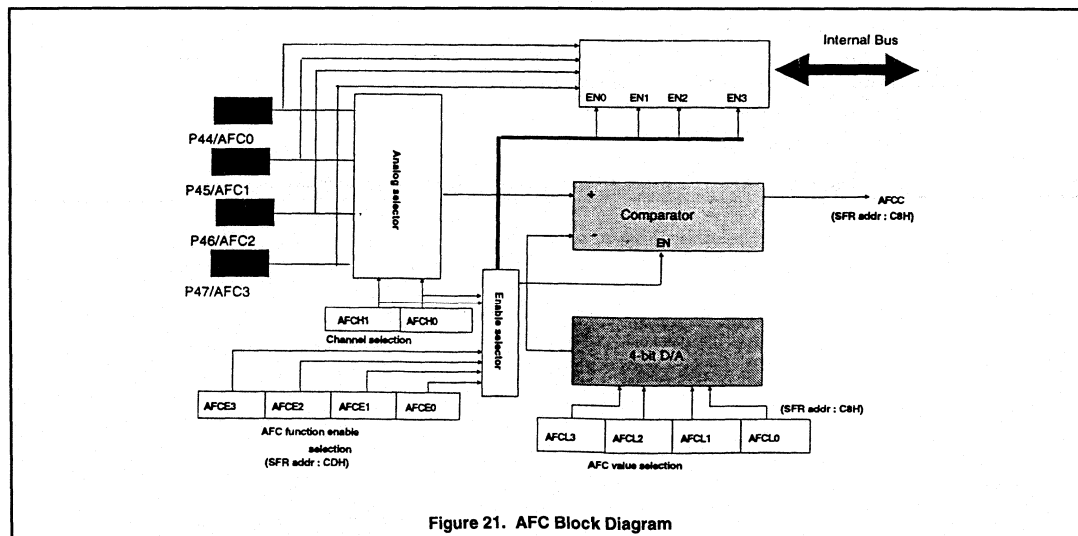 Internal Bus
EN0 EN1 EN2 EN3
P44/AFC0
P45/AFC1
P46/AFC2
P47/AFC3
Analog selector
+
Comparator
-
EN
AFCC
(SFR addr : C8H)
Enable selector
AFCH1 AFCH0
Channel selection
4-bit D/A
AFCE3 AFCE2 AFCE1 AFCE0
AFC function enable
selection
(SFR addr : CDH)
(SFR addr : C8H)
AFCL3 AFCL2 AFCL1 AFCL0
AFC value selection
Figure 21. AFC Block Diagram